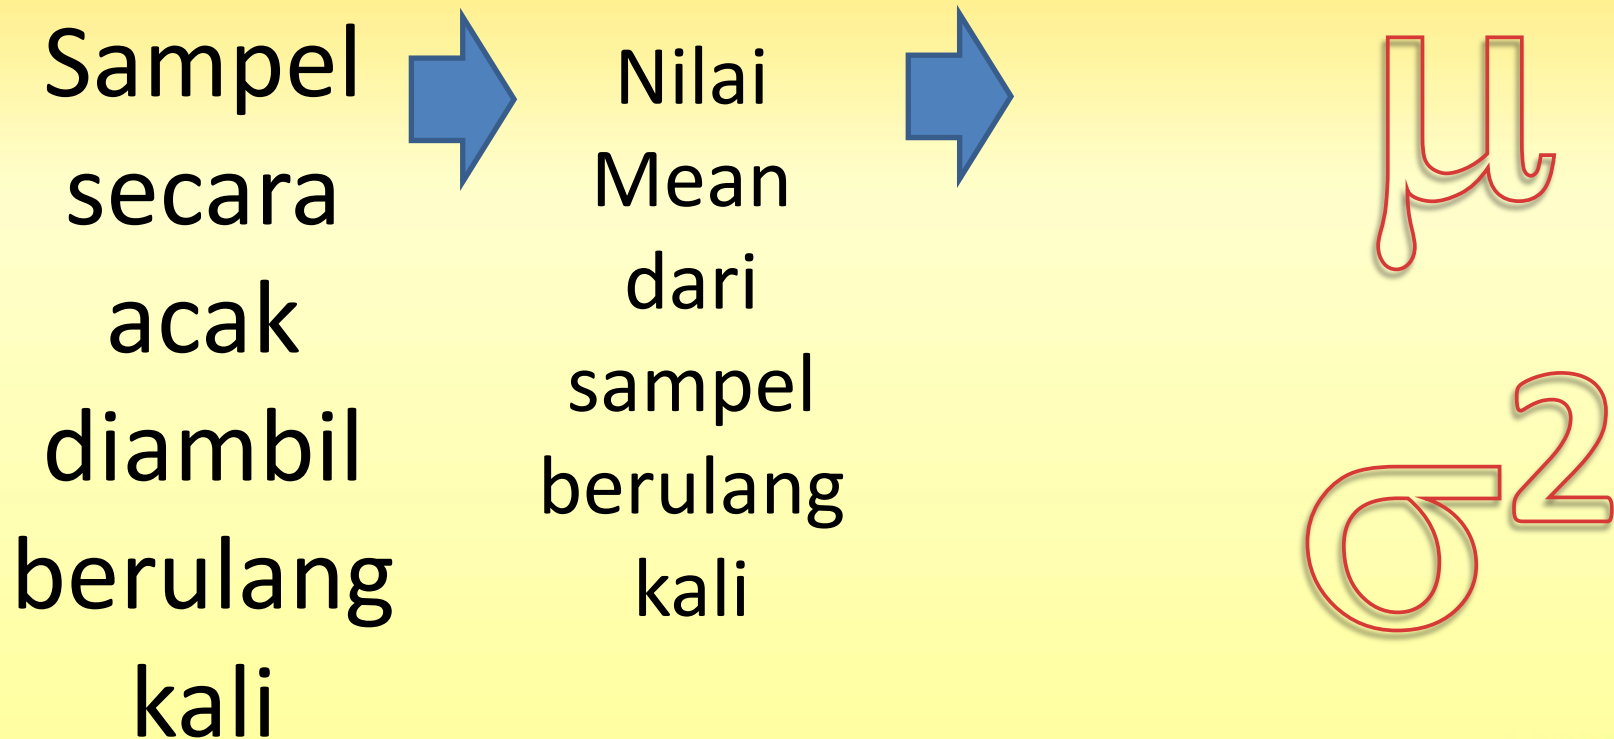 Sampel
secara
acak
diambil
berulang
kali
Nilai
Mean
dari
sampel
berulang
kali
μ
σ²